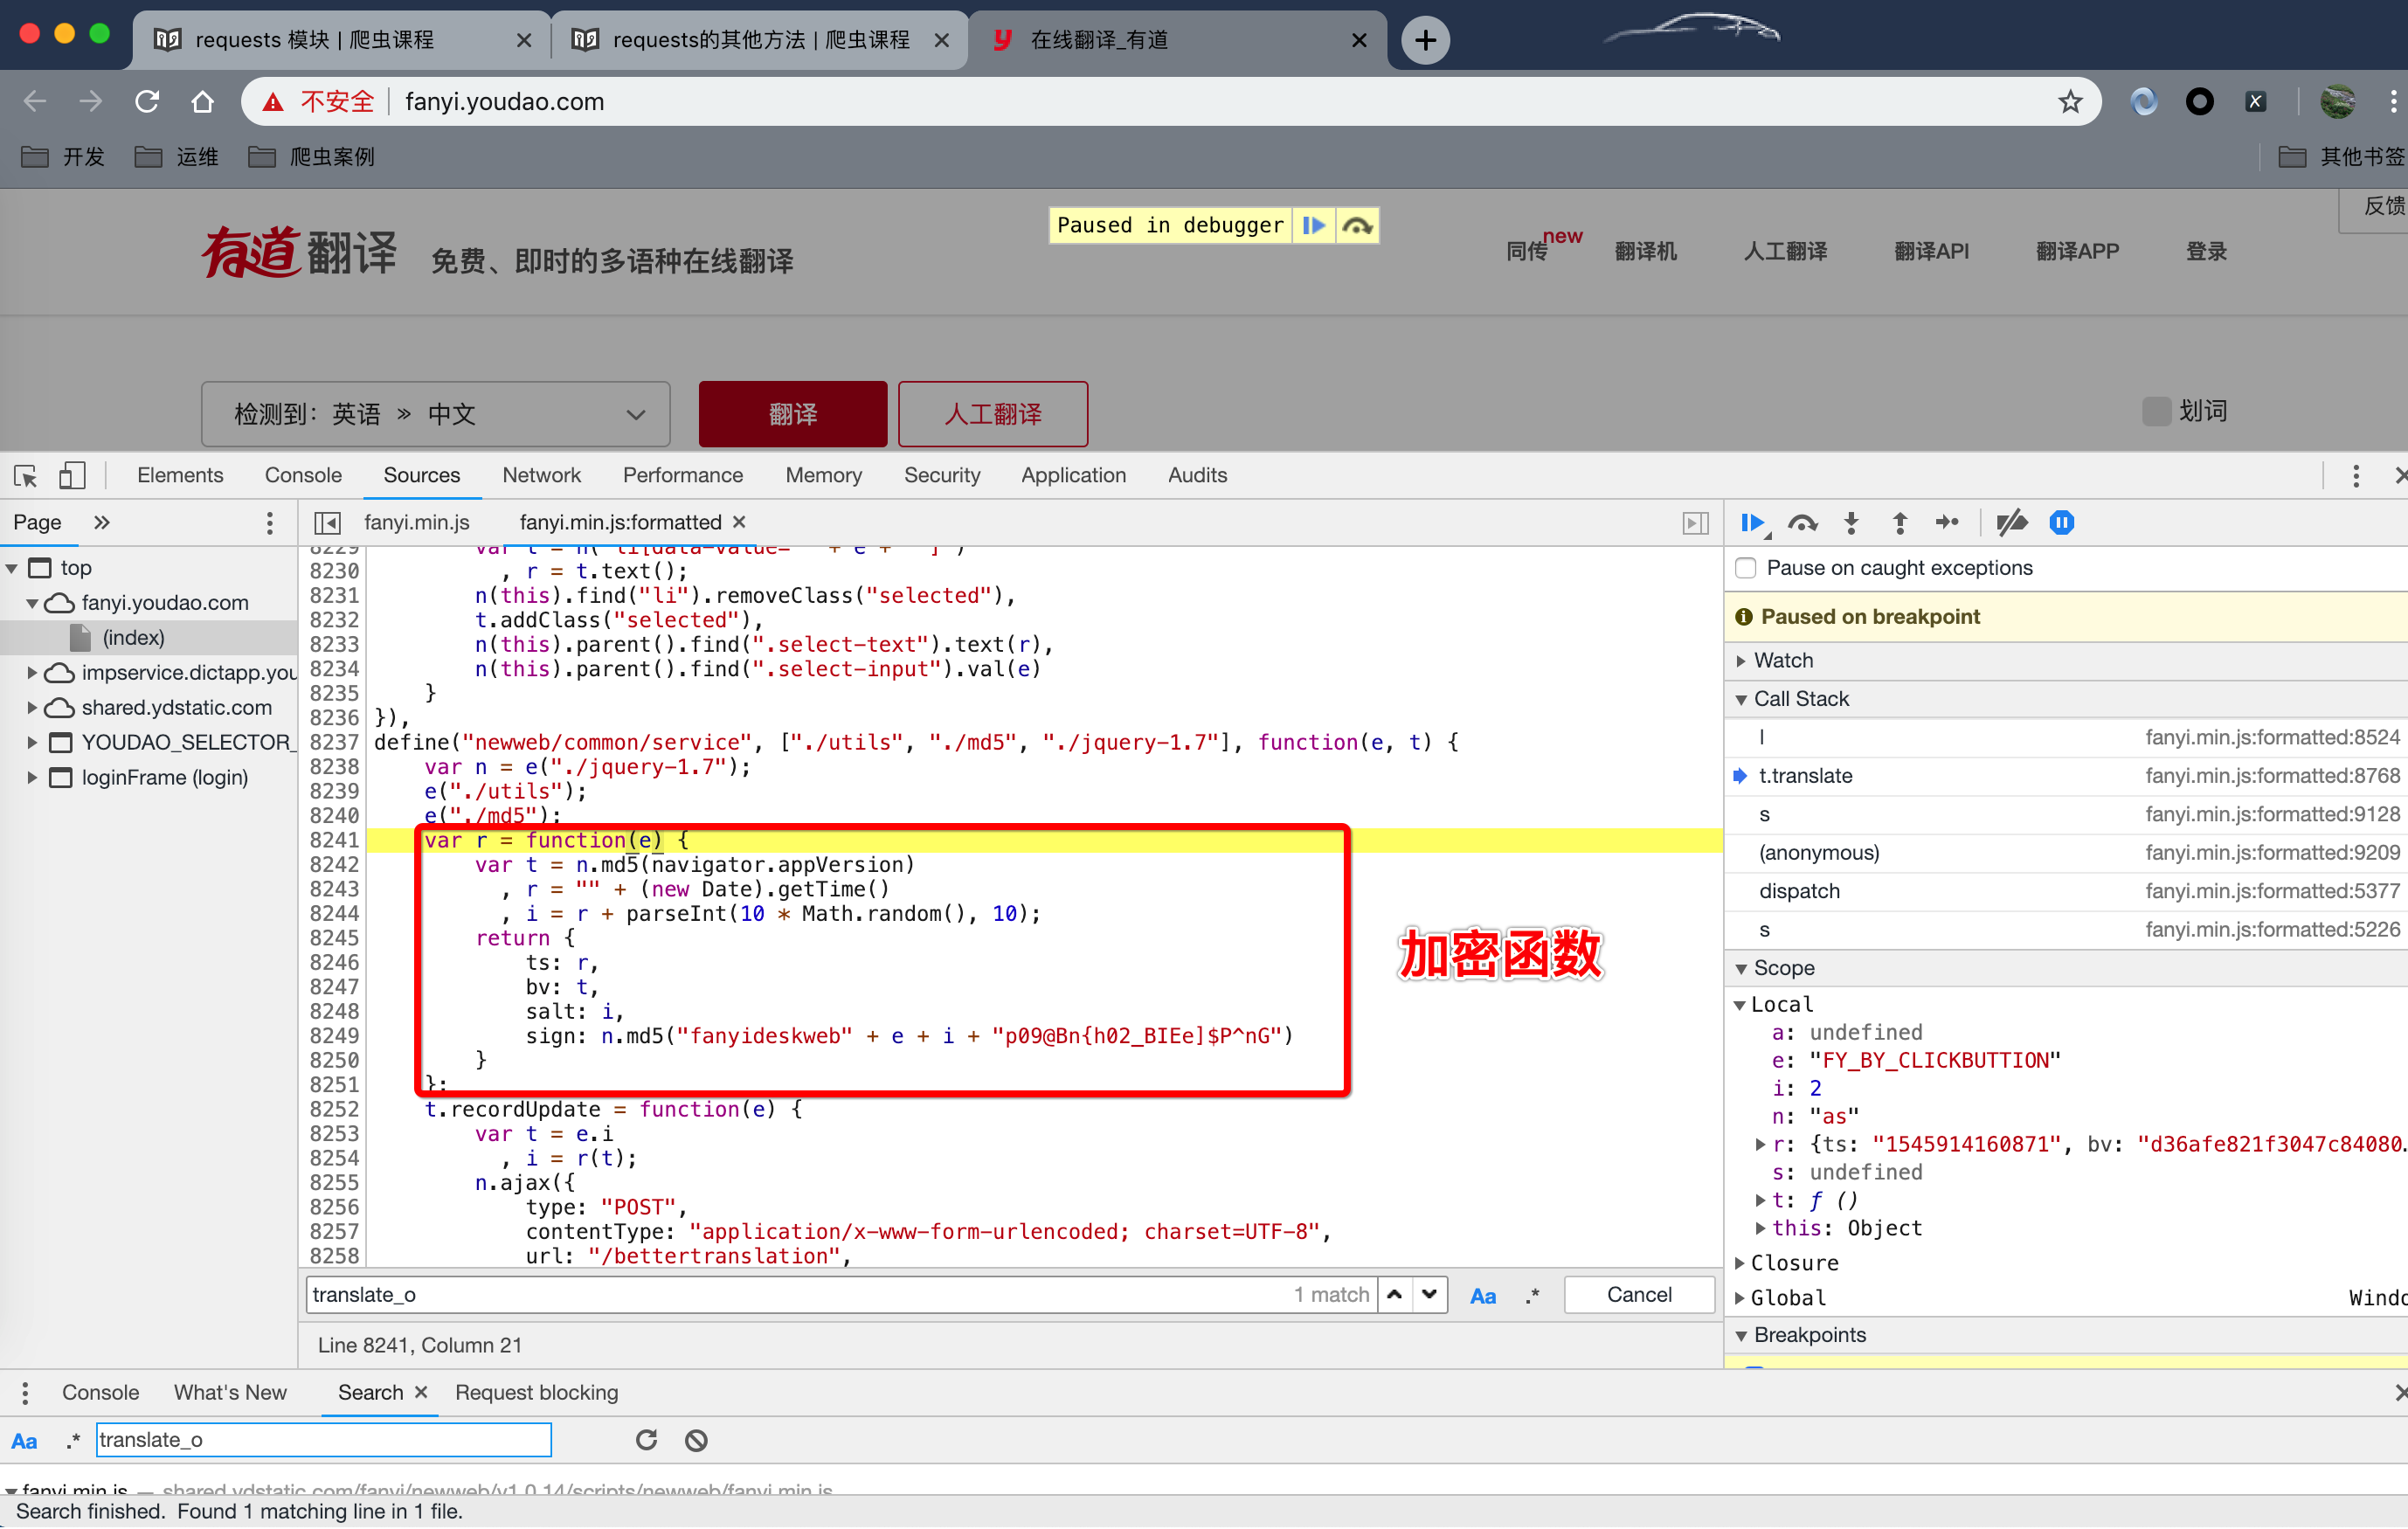 requests 模块 | 爬虫课程
requests的其他方法 | 爬虫课程
在线翻译_有道
不安全
fanyi.youdao.com
开发
运维
爬虫案例
其他书签
反馈
Paused in debugger
有道翻译
免费、即时的多语种在线翻译
同传
new
翻译机
人工翻译
翻译API
翻译APP
登录
检测到：英语 » 中文
翻译
人工翻译
划词
Elements
Console
Sources
Network
Performance
Memory
Security
Application
Audits
Page
fanyi.min.js
fanyi.min.js:formatted
top
fanyi.youdao.com
(index)
impservice.dictapp.you
shared.ydstatic.com
YOUDAO_SELECTOR_
loginFrame (login)
8229 var t = n('li[data-value="' + e + '"]')
8230 , r = t.text();
8231 n(this).find("li").removeClass("selected"),
8232 t.addClass("selected"),
8233 n(this).parent().find(".select-text").text(r),
8234 n(this).parent().find(".select-input").val(e)
8235 }
8236 }),
8237 define("newweb/common/service", ["./utils", "./md5", "./jquery-1.7"], function(e, t) {
8238 var n = e("./jquery-1.7");
8239 e("./utils");
8240 e("./md5");
8241 var r = function(e) {
8242 var t = n.md5(navigator.appVersion)
8243 , r = "" + (new Date).getTime()
8244 , i = r + parseInt(10 * Math.random(), 10);
8245 return {
8246 ts: r,
8247 bv: t,
8248 salt: i,
8249 sign: n.md5("fanyideskweb" + e + i + "p09@Bn{h02_BIEe]$P^nG")
8250 }
8251 };
8252 t.recordUpdate = function(e) {
8253 var t = e.i
8254 , i = r(t);
8255 n.ajax({
8256 type: "POST",
8257 contentType: "application/x-www-form-urlencoded; charset=UTF-8",
8258 url: "/bettertranslation",
加密函数
translate_o
1 match
Aa
.*
Cancel
Line 8241, Column 21
Pause on caught exceptions
Paused on breakpoint
Watch
Call Stack
l fanyi.min.js:formatted:8524
t.translate fanyi.min.js:formatted:8768
s fanyi.min.js:formatted:9128
(anonymous) fanyi.min.js:formatted:9209
dispatch fanyi.min.js:formatted:5377
s fanyi.min.js:formatted:5226
Scope
Local
a: undefined
e: "FY_BY_CLICKBUTTION"
i: 2
n: "as"
r: {ts: "1545914160871", bv: "d36afe821f3047c84080…
s: undefined
t: ƒ ()
this: Object
Closure
Global Windo
Breakpoints
Console
What's New
Search
Request blocking
Aa
.*
translate_o
fanyi.min.js — shared.ydstatic.com/fanyi/newweb/v1.0.14/scripts/newweb/fanyi.min.js
Search finished. Found 1 matching line in 1 file.